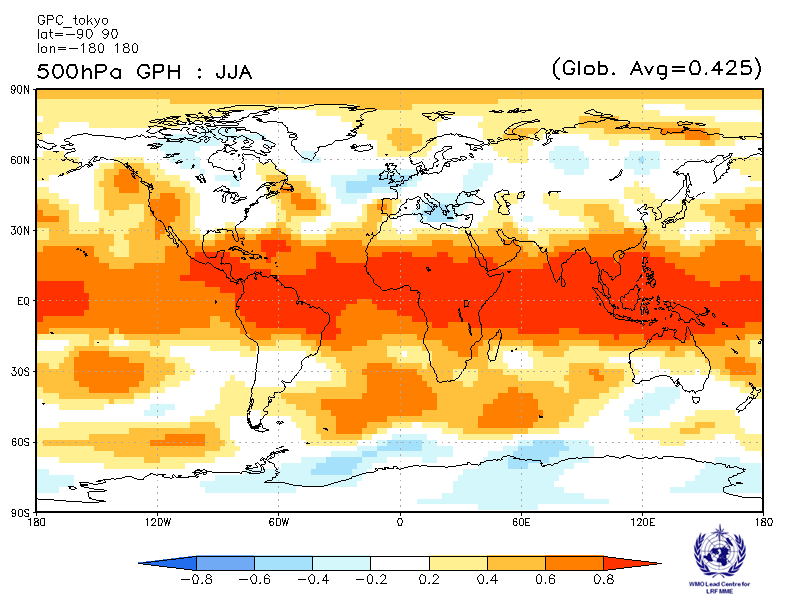 GPC_tokyo
lat=-90 90
lon=-180 180
500hPa GPH : JJA
(Glob. Avg=0.425)
90N
60N
30N
EQ
30S
60S
90S
180 120W 60W 0 60E 120E 180
-0.8 -0.6 -0.4 -0.2 0.2 0.4 0.6 0.8
WMO Lead Centre for
LRF MME